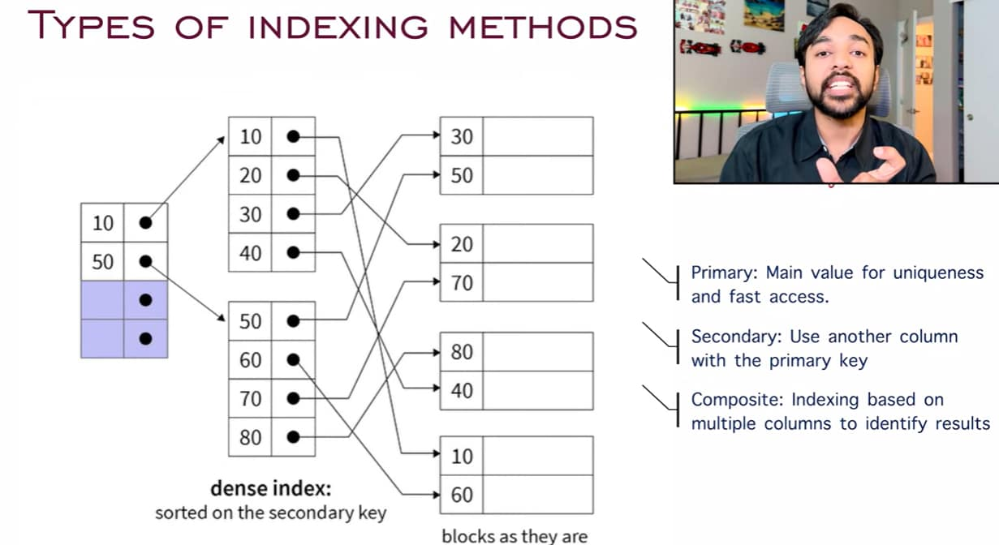 TYPES OF INDEXING METHODS
10
50
10
20
30
40
50
60
70
80
dense index:
sorted on the secondary key
30
50
20
70
80
40
10
60
blocks as they are
Primary: Main value for uniqueness
and fast access.
Secondary: Use another column
with the primary key
Composite: Indexing based on
multiple columns to identify results